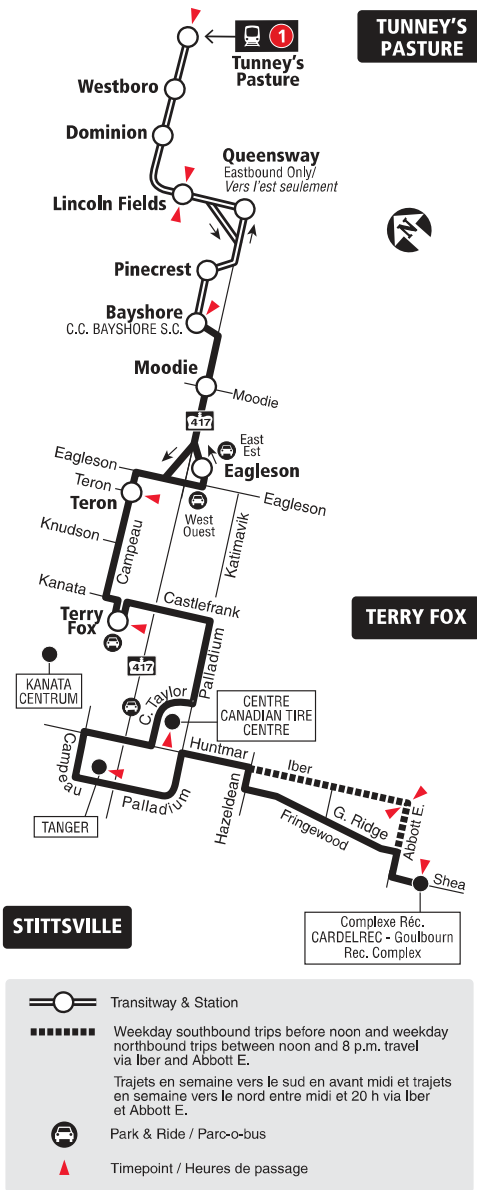 TUNNEY'S
PASTURE
1
Tunney's
Pasture
Westboro
Dominion
Queensway
Eastbound Only/
Vers l'est seulement
Lincoln Fields
N
Pinecrest
Bayshore
C.C. BAYSHORE S.C.
Moodie
Moodie
417
East
Est
Eagleson
Eagleson
Teron
Teron
Eagleson
West
Ouest
Knudson
Campeau
Katimavik
Kanata
Castlefrank
Terry
Fox
TERRY FOX
417
Palladium
KANATA
CENTRUM
C. Taylor
CENTRE
CANADIAN TIRE
CENTRE
Huntmar
Campeau
Iber
Palladium
Hazeldean
G. Ridge
Fringewood
Abbott E.
TANGER
Shea
STITTSVILLE
Complexe Réc.
CARDELREC - Goulbourn
Rec. Complex
Transitway & Station
Weekday southbound trips before noon and weekday
northbound trips between noon and 8 p.m. travel
via Iber and Abbott E.
Trajets en semaine vers le sud en avant midi et trajets
en semaine vers le nord entre midi et 20 h via Iber
et Abbott E.
Park & Ride / Parc-o-bus
Timepoint / Heures de passage